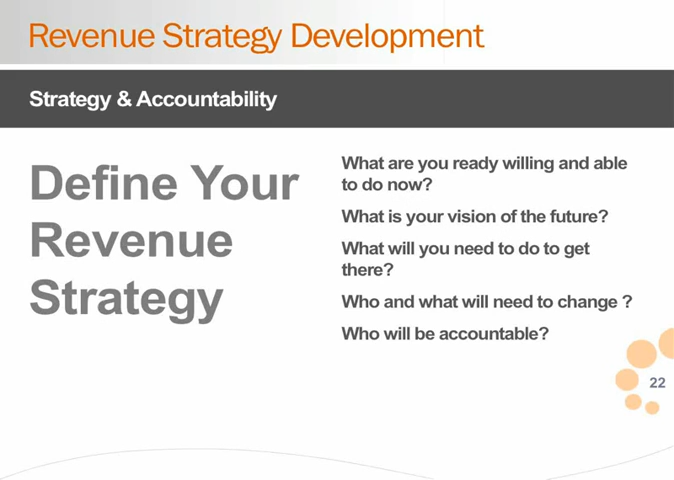 Revenue Strategy Development
Strategy & Accountability
Define Your
Revenue
Strategy
What are you ready willing and able
to do now?
What is your vision of the future?
What will you need to do to get
there?
Who and what will need to change ?
Who will be accountable?
22